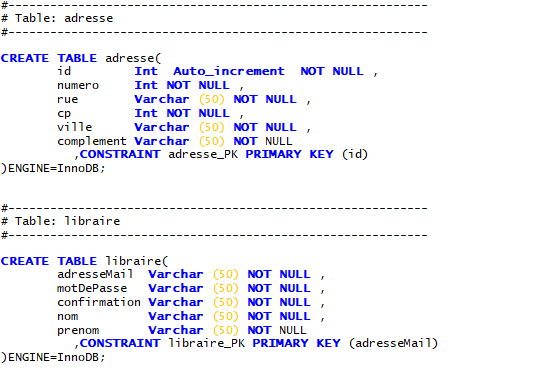 #------------------------------------------------------------
# Table: adresse
#------------------------------------------------------------
CREATE TABLE adresse(
        id         Int  Auto_increment  NOT NULL ,
        numero     Int NOT NULL ,
        rue        Varchar (50) NOT NULL ,
        cp         Int NOT NULL ,
        ville      Varchar (50) NOT NULL ,
        complement Varchar (50) NOT NULL
	,CONSTRAINT adresse_PK PRIMARY KEY (id)
)ENGINE=InnoDB;
#------------------------------------------------------------
# Table: libraire
#------------------------------------------------------------
CREATE TABLE libraire(
        adresseMail  Varchar (50) NOT NULL ,
        motDePasse   Varchar (50) NOT NULL ,
        confirmation Varchar (50) NOT NULL ,
        nom          Varchar (50) NOT NULL ,
        prenom       Varchar (50) NOT NULL
	,CONSTRAINT libraire_PK PRIMARY KEY (adresseMail)
)ENGINE=InnoDB;